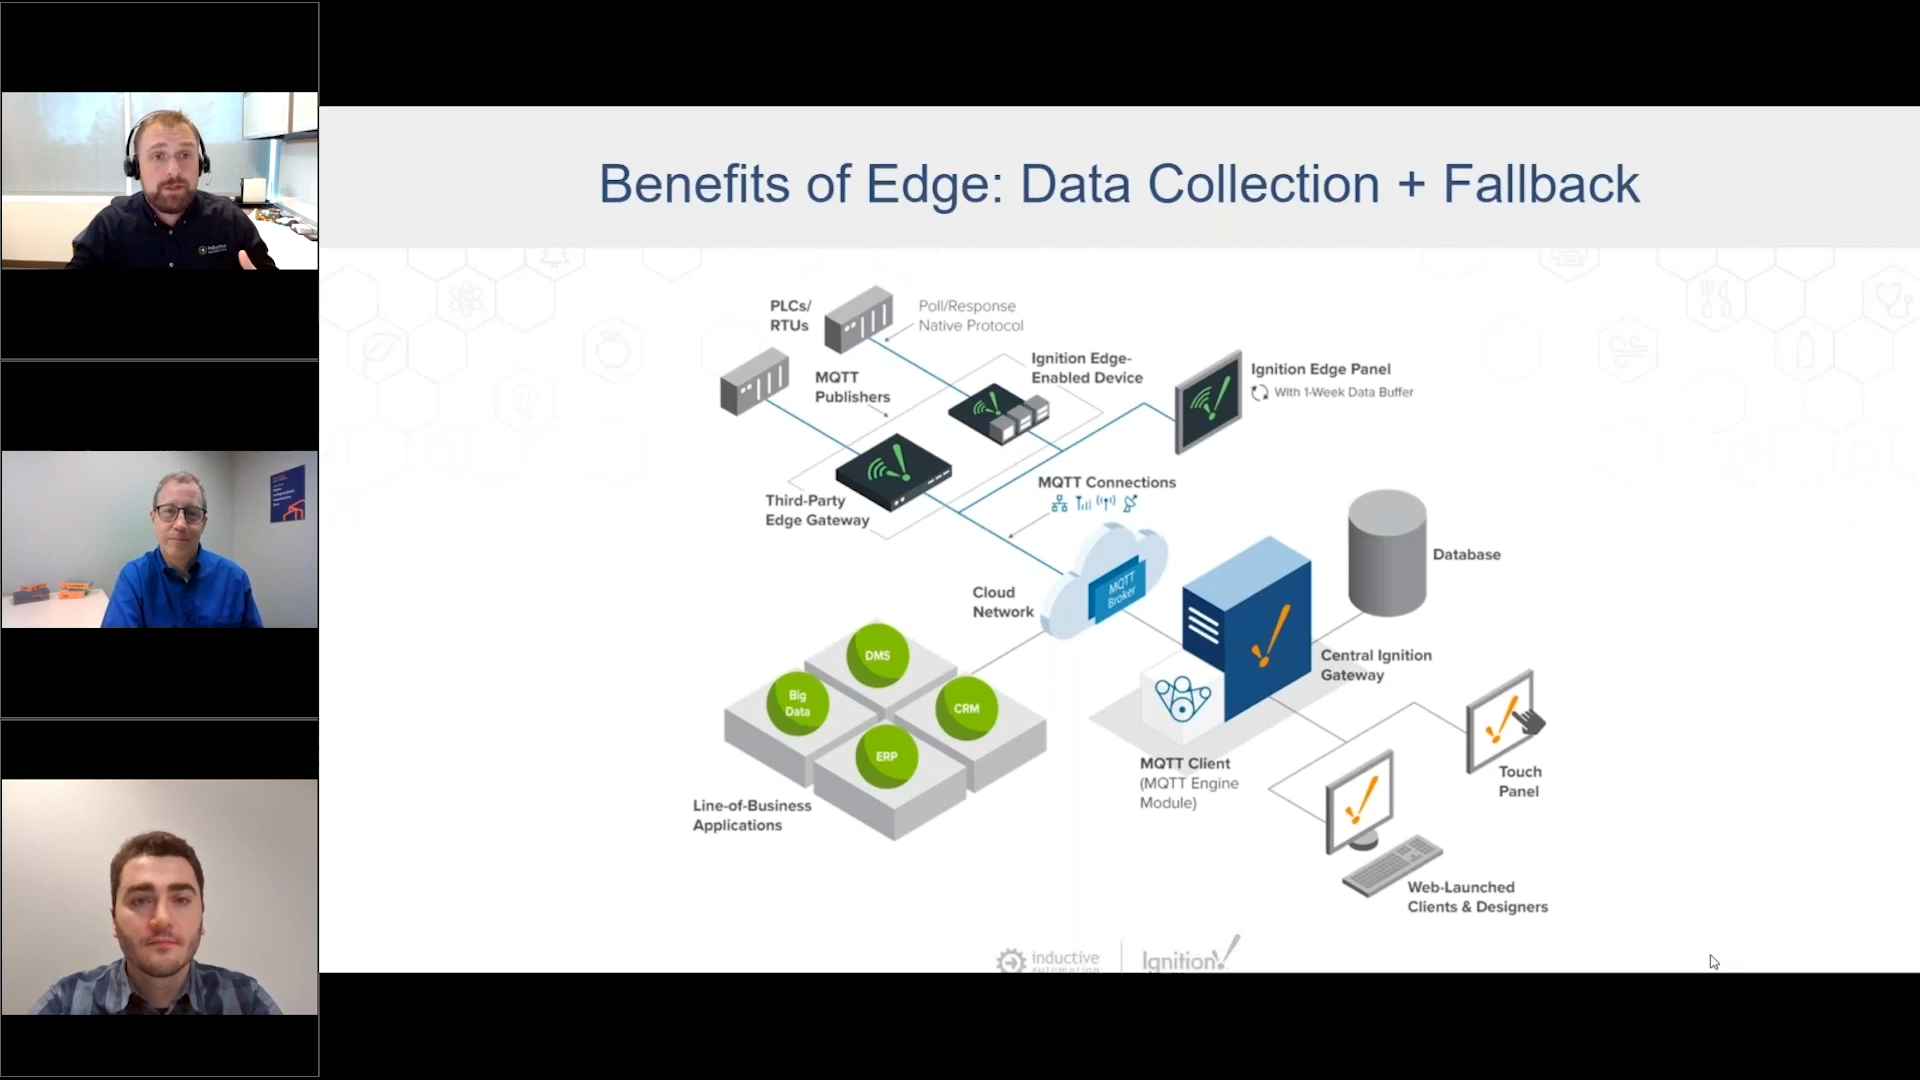 Benefits of Edge: Data Collection + Fallback
PLCs/
RTUs
Poll/Response
Native Protocol
MQTT
Publishers
Ignition Edge-
Enabled Device
Ignition Edge Panel
With 1-Week Data Buffer
Third-Party
Edge Gateway
MQTT Connections
Cloud
Network
MQTT
Broker
Database
Central Ignition
Gateway
DMS
Big
Data
CRM
ERP
Line-of-Business
Applications
MQTT Client
(MQTT Engine
Module)
Touch
Panel
Web-Launched
Clients & Designers
inductive
automation
Ignition
inductive